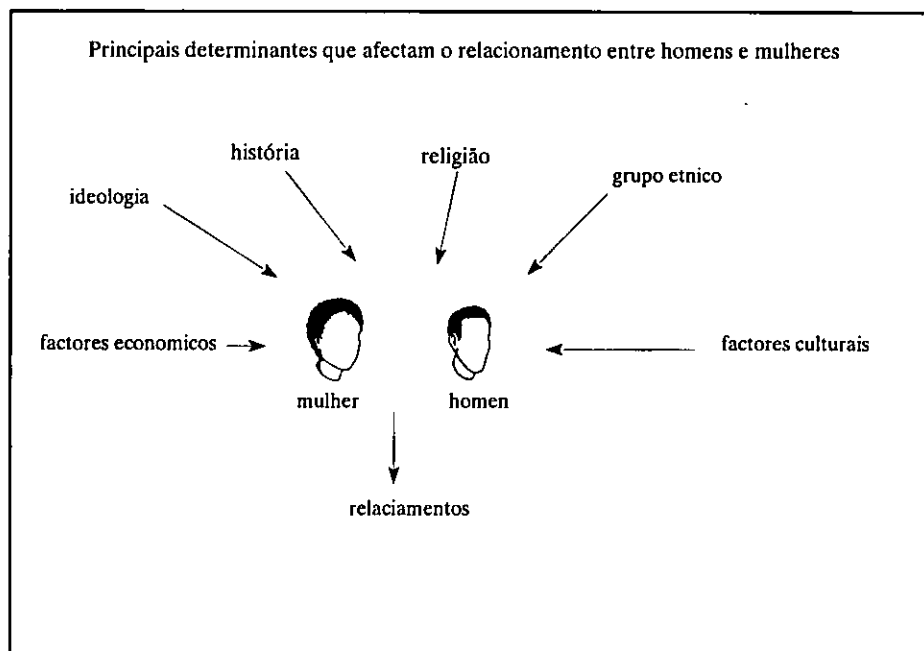 Principais determinantes que afectam o relacionamento entre homens e mulheres
história
religião
grupo etnico
ideologia
factores economicos
factores culturais
mulher
homen
relaciamentos